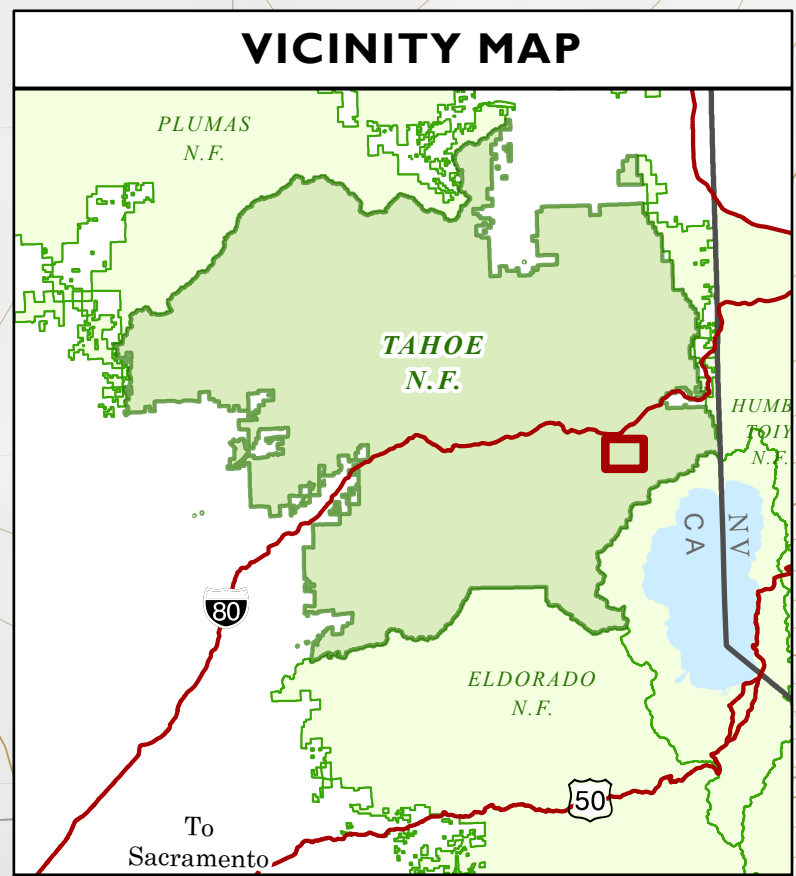 VICINITY MAP
PLUMAS
N.F.
TAHOE
N.F.
HUMB
TOIY
N.F.
CA
NV
80
ELDORADO
N.F.
50
To
Sacramento